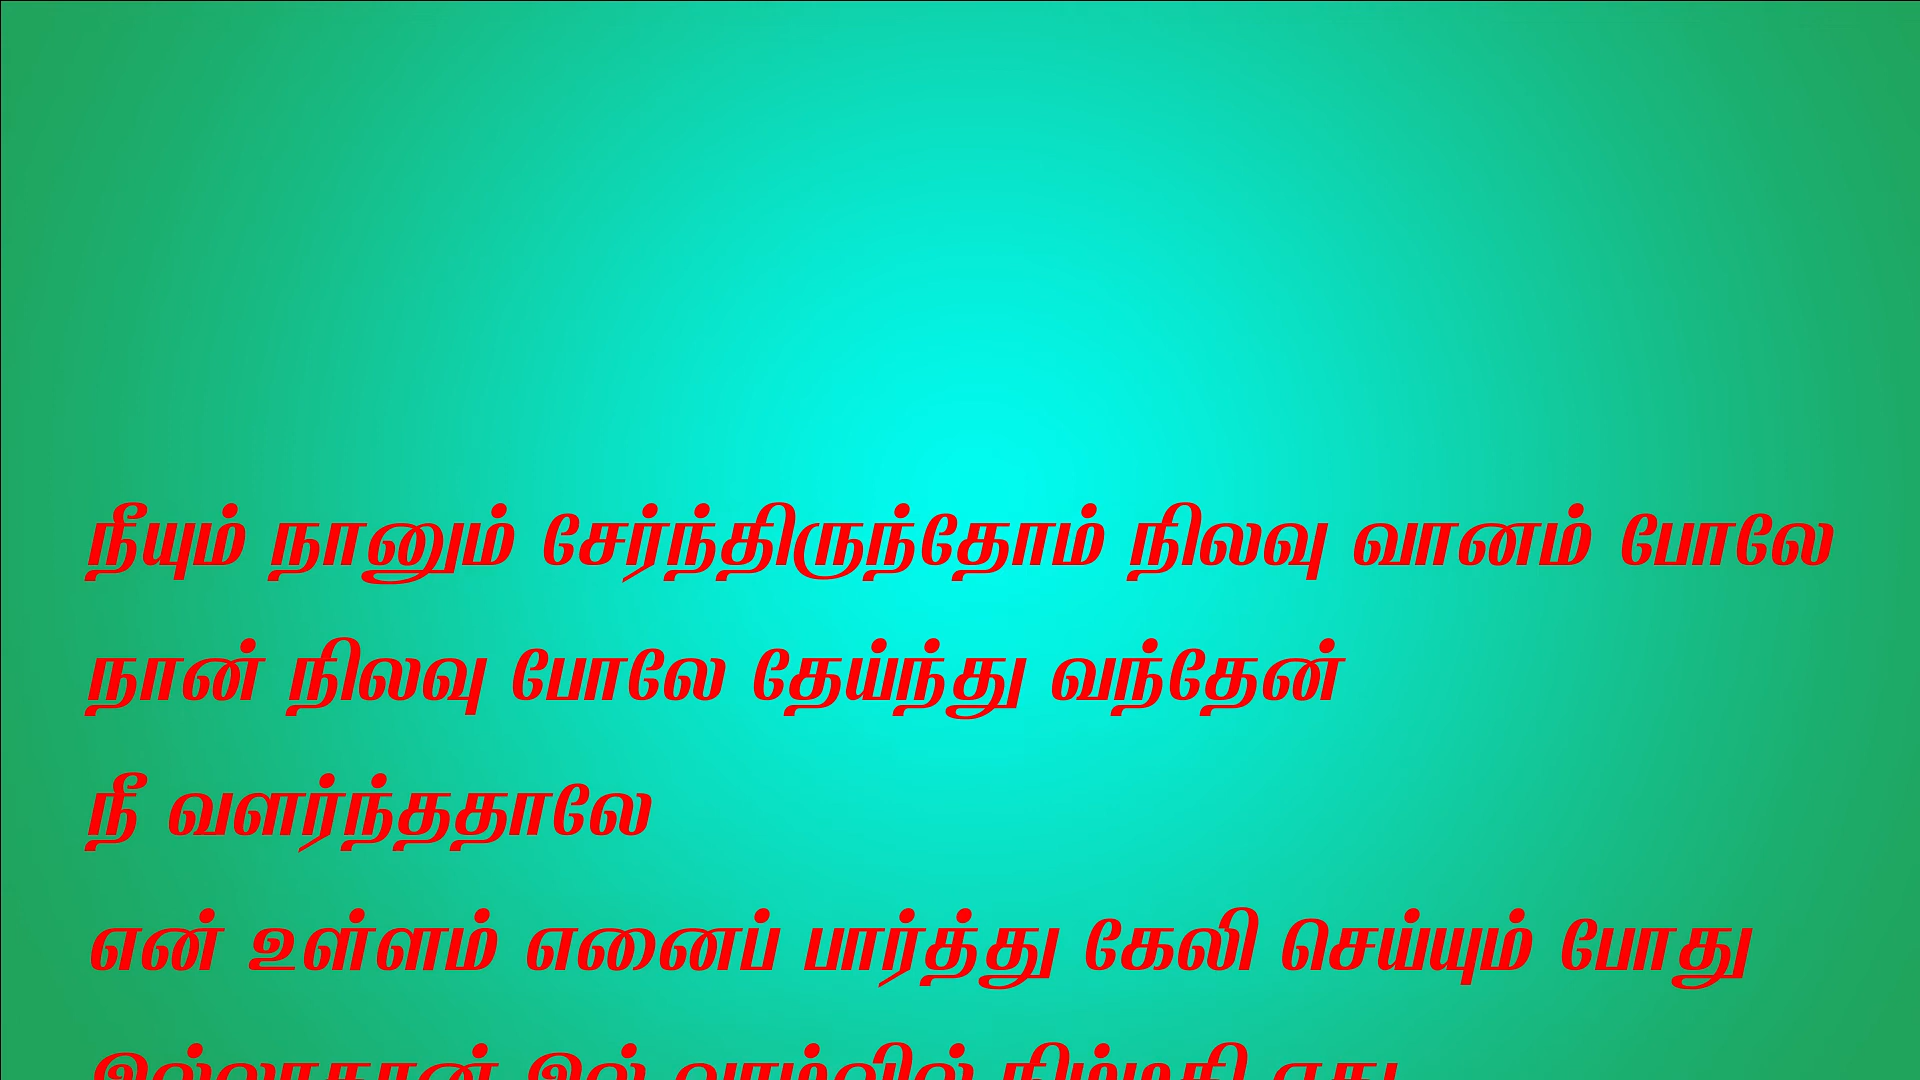 நீயும் நானும் சேர்ந்திருந்தோம் நிலவு வானம் போலே
நான் நிலவு போலே தேய்ந்து வந்தேன்
நீ வளர்ந்ததாலே
என் உள்ளம் எனைப் பார்த்து கேலி செய்யும் போது